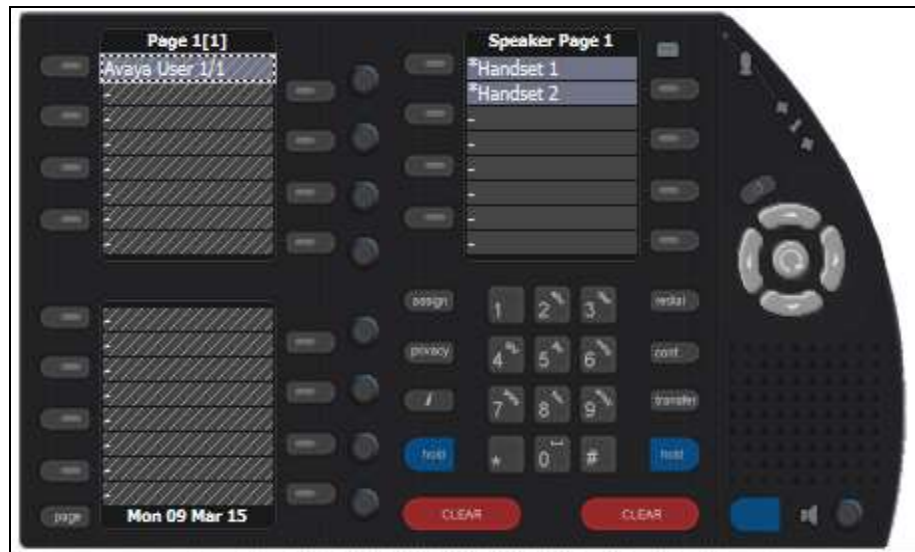 Page 1[1]
Avaya User 1/1
Speaker Page 1
*Handset 1
*Handset 2
assign
1
2
3
redial
privacy
4
5
6
conf
i
7
8
9
transfer
hold
*
0
#
hold
page
Mon 09 Mar 15
CLEAR
CLEAR